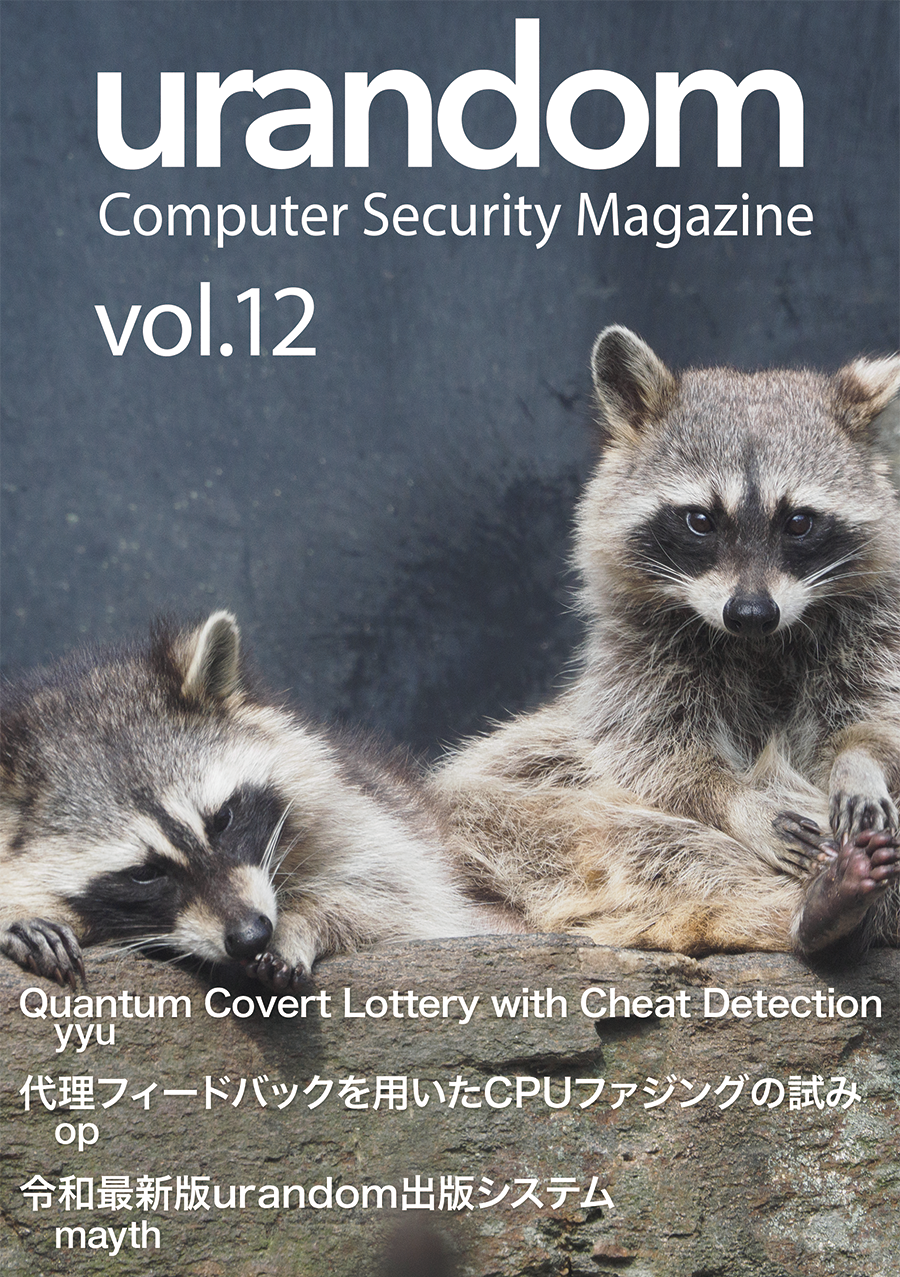 urandom
Computer Security Magazine
vol.12
Quantum Covert Lottery with Cheat Detection
yyu
代理フィードバックを用いたCPUファジングの試み
op
令和最新版urandom出版システム
mayth